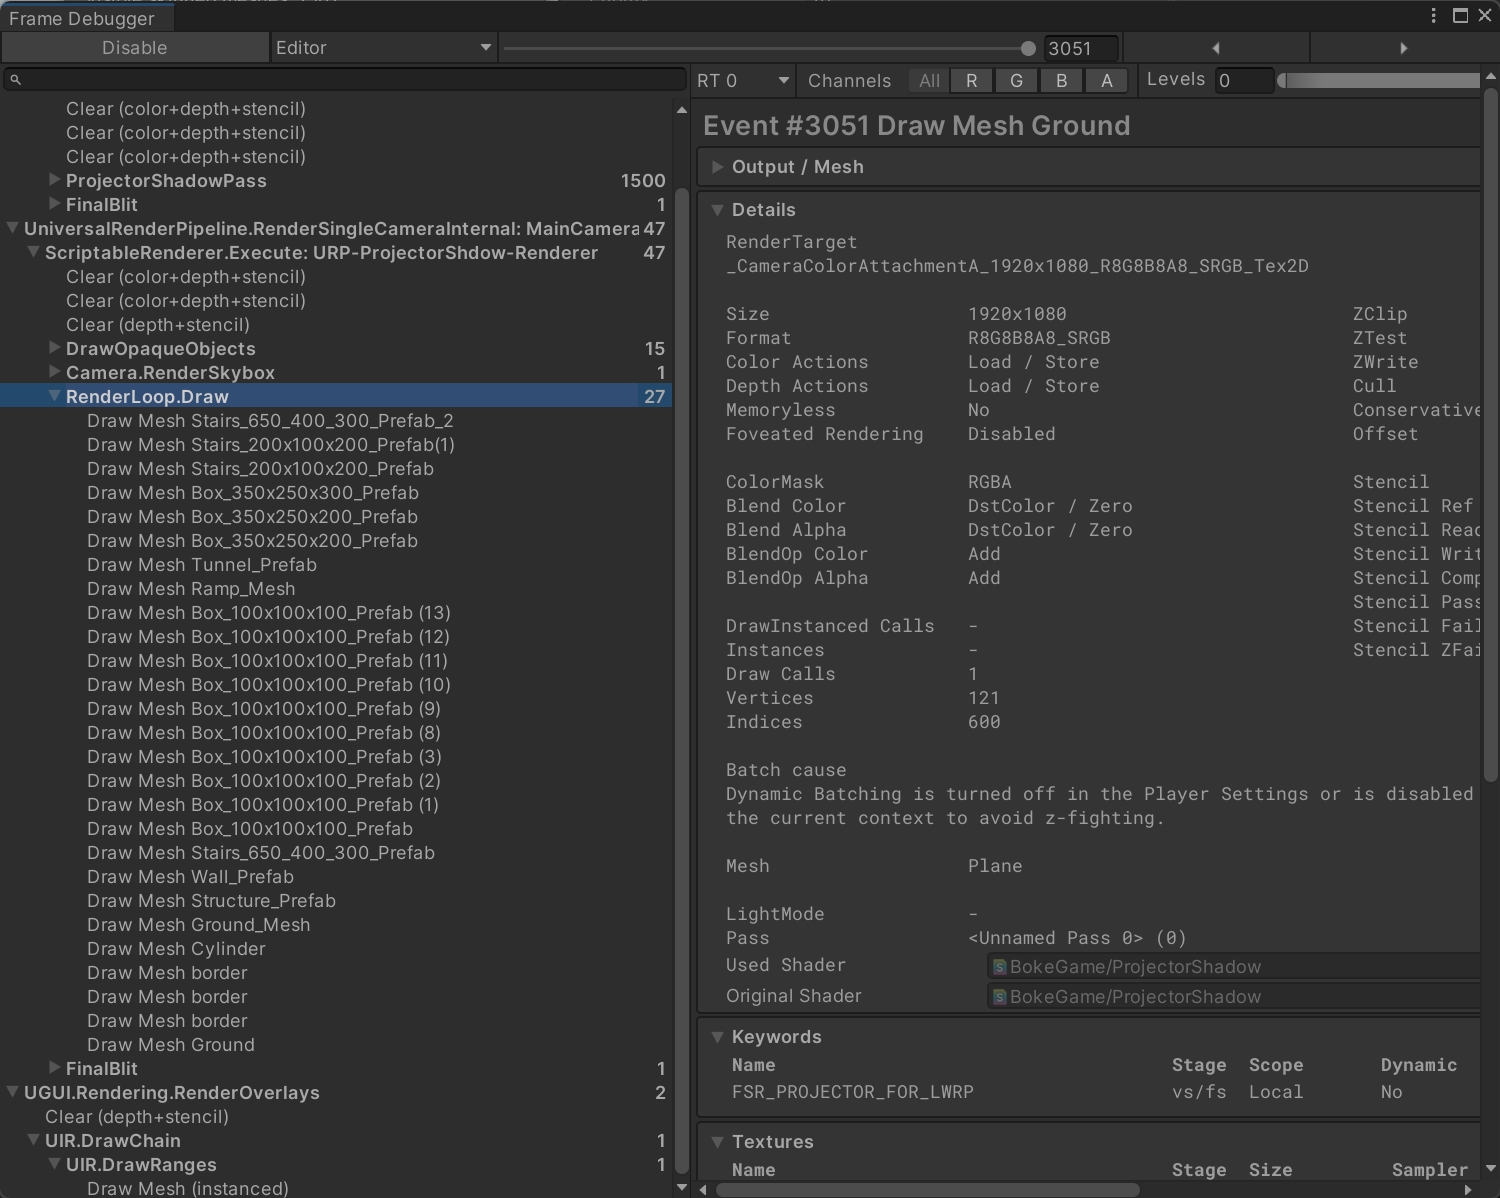 Frame Debugger
Disable Editor 3051
RT 0 Channels All R G B A Levels 0
Clear (color+depth+stencil)
Clear (color+depth+stencil)
Clear (color+depth+stencil)
ProjectorShadowPass 1500
FinalBlit 1
UniversalRenderPipeline.RenderSingleCameraInternal: MainCamera 47
ScriptableRenderer.Execute: URP-ProjectorShdow-Renderer 47
Clear (color+depth+stencil)
Clear (color+depth+stencil)
Clear (depth+stencil)
DrawOpaqueObjects 15
Camera.RenderSkybox 1
RenderLoop.Draw 27
Draw Mesh Stairs_650_400_300_Prefab_2
Draw Mesh Stairs_200x100x200_Prefab(1)
Draw Mesh Stairs_200x100x200_Prefab
Draw Mesh Box_350x250x300_Prefab
Draw Mesh Box_350x250x200_Prefab
Draw Mesh Box_350x250x200_Prefab
Draw Mesh Tunnel_Prefab
Draw Mesh Ramp_Mesh
Draw Mesh Box_100x100x100_Prefab (13)
Draw Mesh Box_100x100x100_Prefab (12)
Draw Mesh Box_100x100x100_Prefab (11)
Draw Mesh Box_100x100x100_Prefab (10)
Draw Mesh Box_100x100x100_Prefab (9)
Draw Mesh Box_100x100x100_Prefab (8)
Draw Mesh Box_100x100x100_Prefab (3)
Draw Mesh Box_100x100x100_Prefab (2)
Draw Mesh Box_100x100x100_Prefab (1)
Draw Mesh Box_100x100x100_Prefab
Draw Mesh Stairs_650_400_300_Prefab
Draw Mesh Wall_Prefab
Draw Mesh Structure_Prefab
Draw Mesh Ground_Mesh
Draw Mesh Cylinder
Draw Mesh border
Draw Mesh border
Draw Mesh border
Draw Mesh Ground
FinalBlit 1
UGUI.Rendering.RenderOverlays 2
Clear (depth+stencil)
UIR.DrawChain 1
UIR.DrawRanges 1
Draw Mesh (instanced)
Event #3051 Draw Mesh Ground
Output / Mesh
Details
RenderTarget
_CameraColorAttachmentA_1920x1080_R8G8B8A8_SRGB_Tex2D
Size 1920x1080 ZClip
Format R8G8B8A8_SRGB ZTest
Color Actions Load / Store ZWrite
Depth Actions Load / Store Cull
Memoryless No Conservative
Foveated Rendering Disabled Offset
ColorMask RGBA Stencil
Blend Color DstColor / Zero Stencil Ref
Blend Alpha DstColor / Zero Stencil Read
BlendOp Color Add Stencil Writ
BlendOp Alpha Add Stencil Comp
Stencil Pass
DrawInstanced Calls - Stencil Fail
Instances - Stencil ZFai
Draw Calls 1
Vertices 121
Indices 600
Batch cause
Dynamic Batching is turned off in the Player Settings or is disabled
the current context to avoid z-fighting.
Mesh Plane
LightMode -
Pass <Unnamed Pass 0> (0)
Used Shader BokeGame/ProjectorShadow
Original Shader BokeGame/ProjectorShadow
Keywords
Name Stage Scope Dynamic
FSR_PROJECTOR_FOR_LWRP vs/fs Local No
Textures
Name Stage Size Sampler